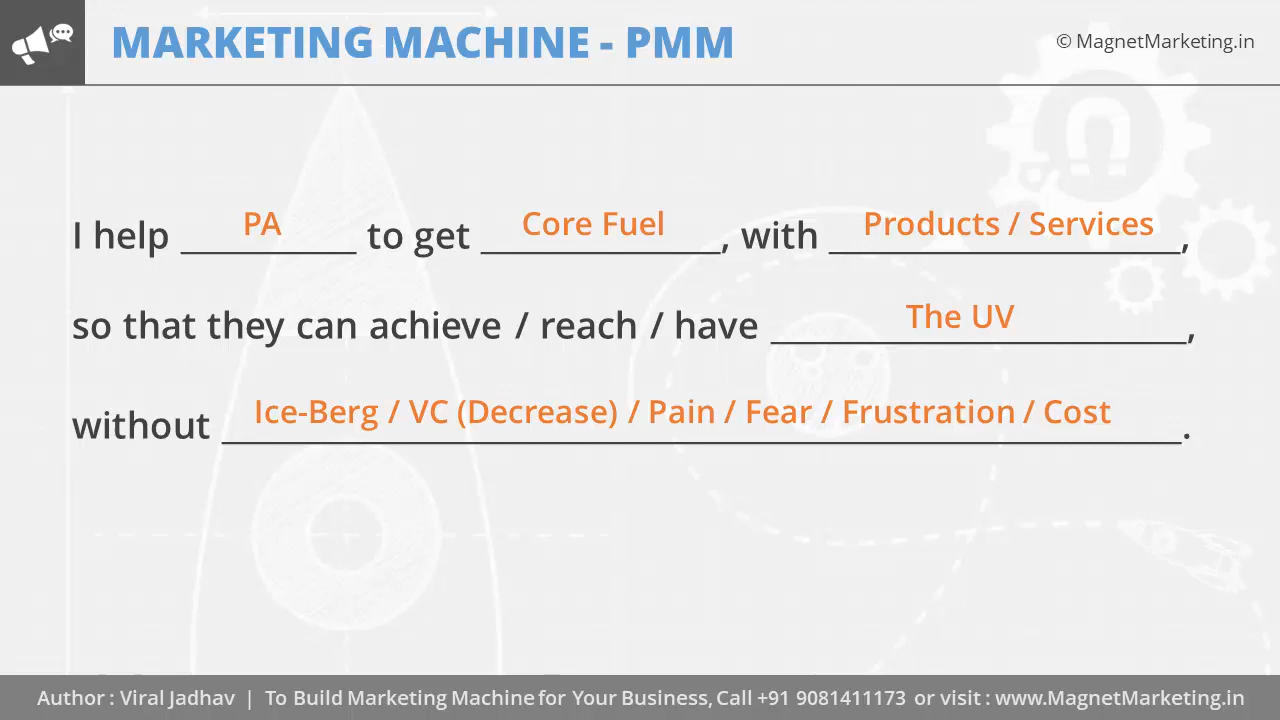 MARKETING MACHINE - PMM
© MagnetMarketing.in
I help PA to get Core Fuel, with Products / Services,
so that they can achieve / reach / have The UV,
without Ice-Berg / VC (Decrease) / Pain / Fear / Frustration / Cost.
Author : Viral Jadhav | To Build Marketing Machine for Your Business, Call +91 9081411173 or visit : www.MagnetMarketing.in